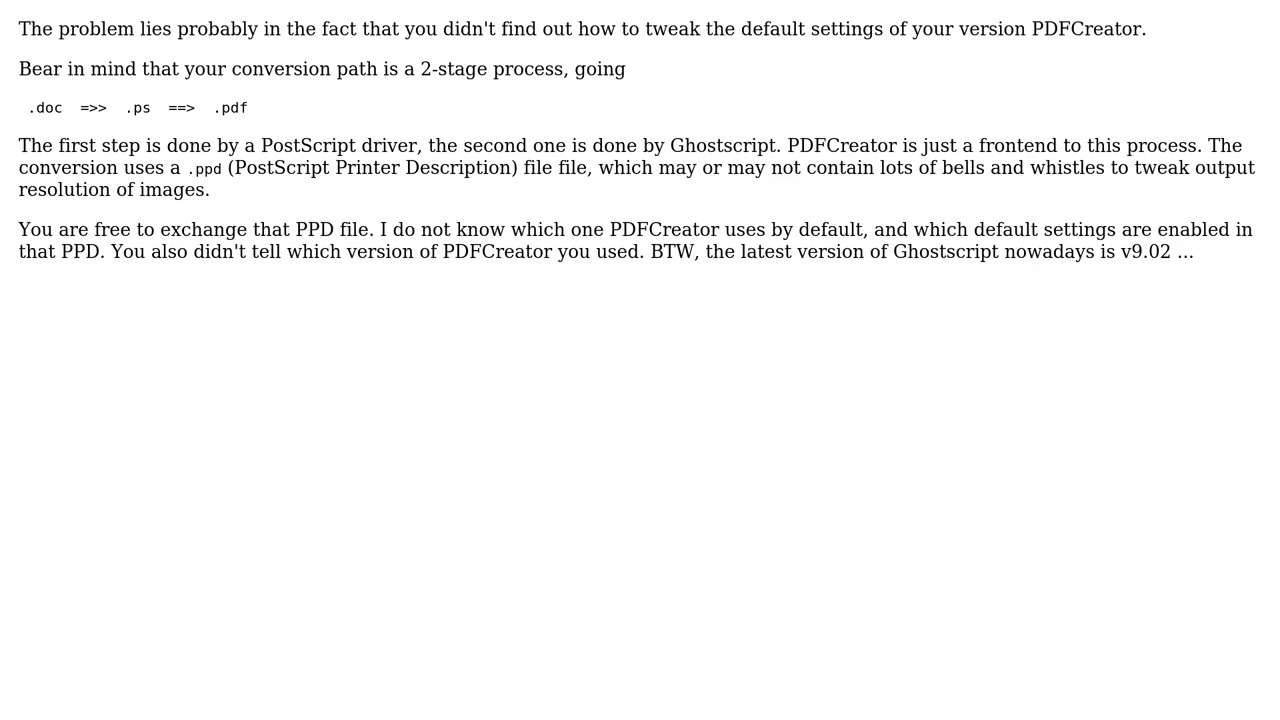 The problem lies probably in the fact that you didn't find out how to tweak the default settings of your version PDFCreator.
Bear in mind that your conversion path is a 2-stage process, going
.doc  =>>  .ps  ==>  .pdf
The first step is done by a PostScript driver, the second one is done by Ghostscript. PDFCreator is just a frontend to this process. The
conversion uses a .ppd (PostScript Printer Description) file file, which may or may not contain lots of bells and whistles to tweak output
resolution of images.
You are free to exchange that PPD file. I do not know which one PDFCreator uses by default, and which default settings are enabled in
that PPD. You also didn't tell which version of PDFCreator you used. BTW, the latest version of Ghostscript nowadays is v9.02 ...